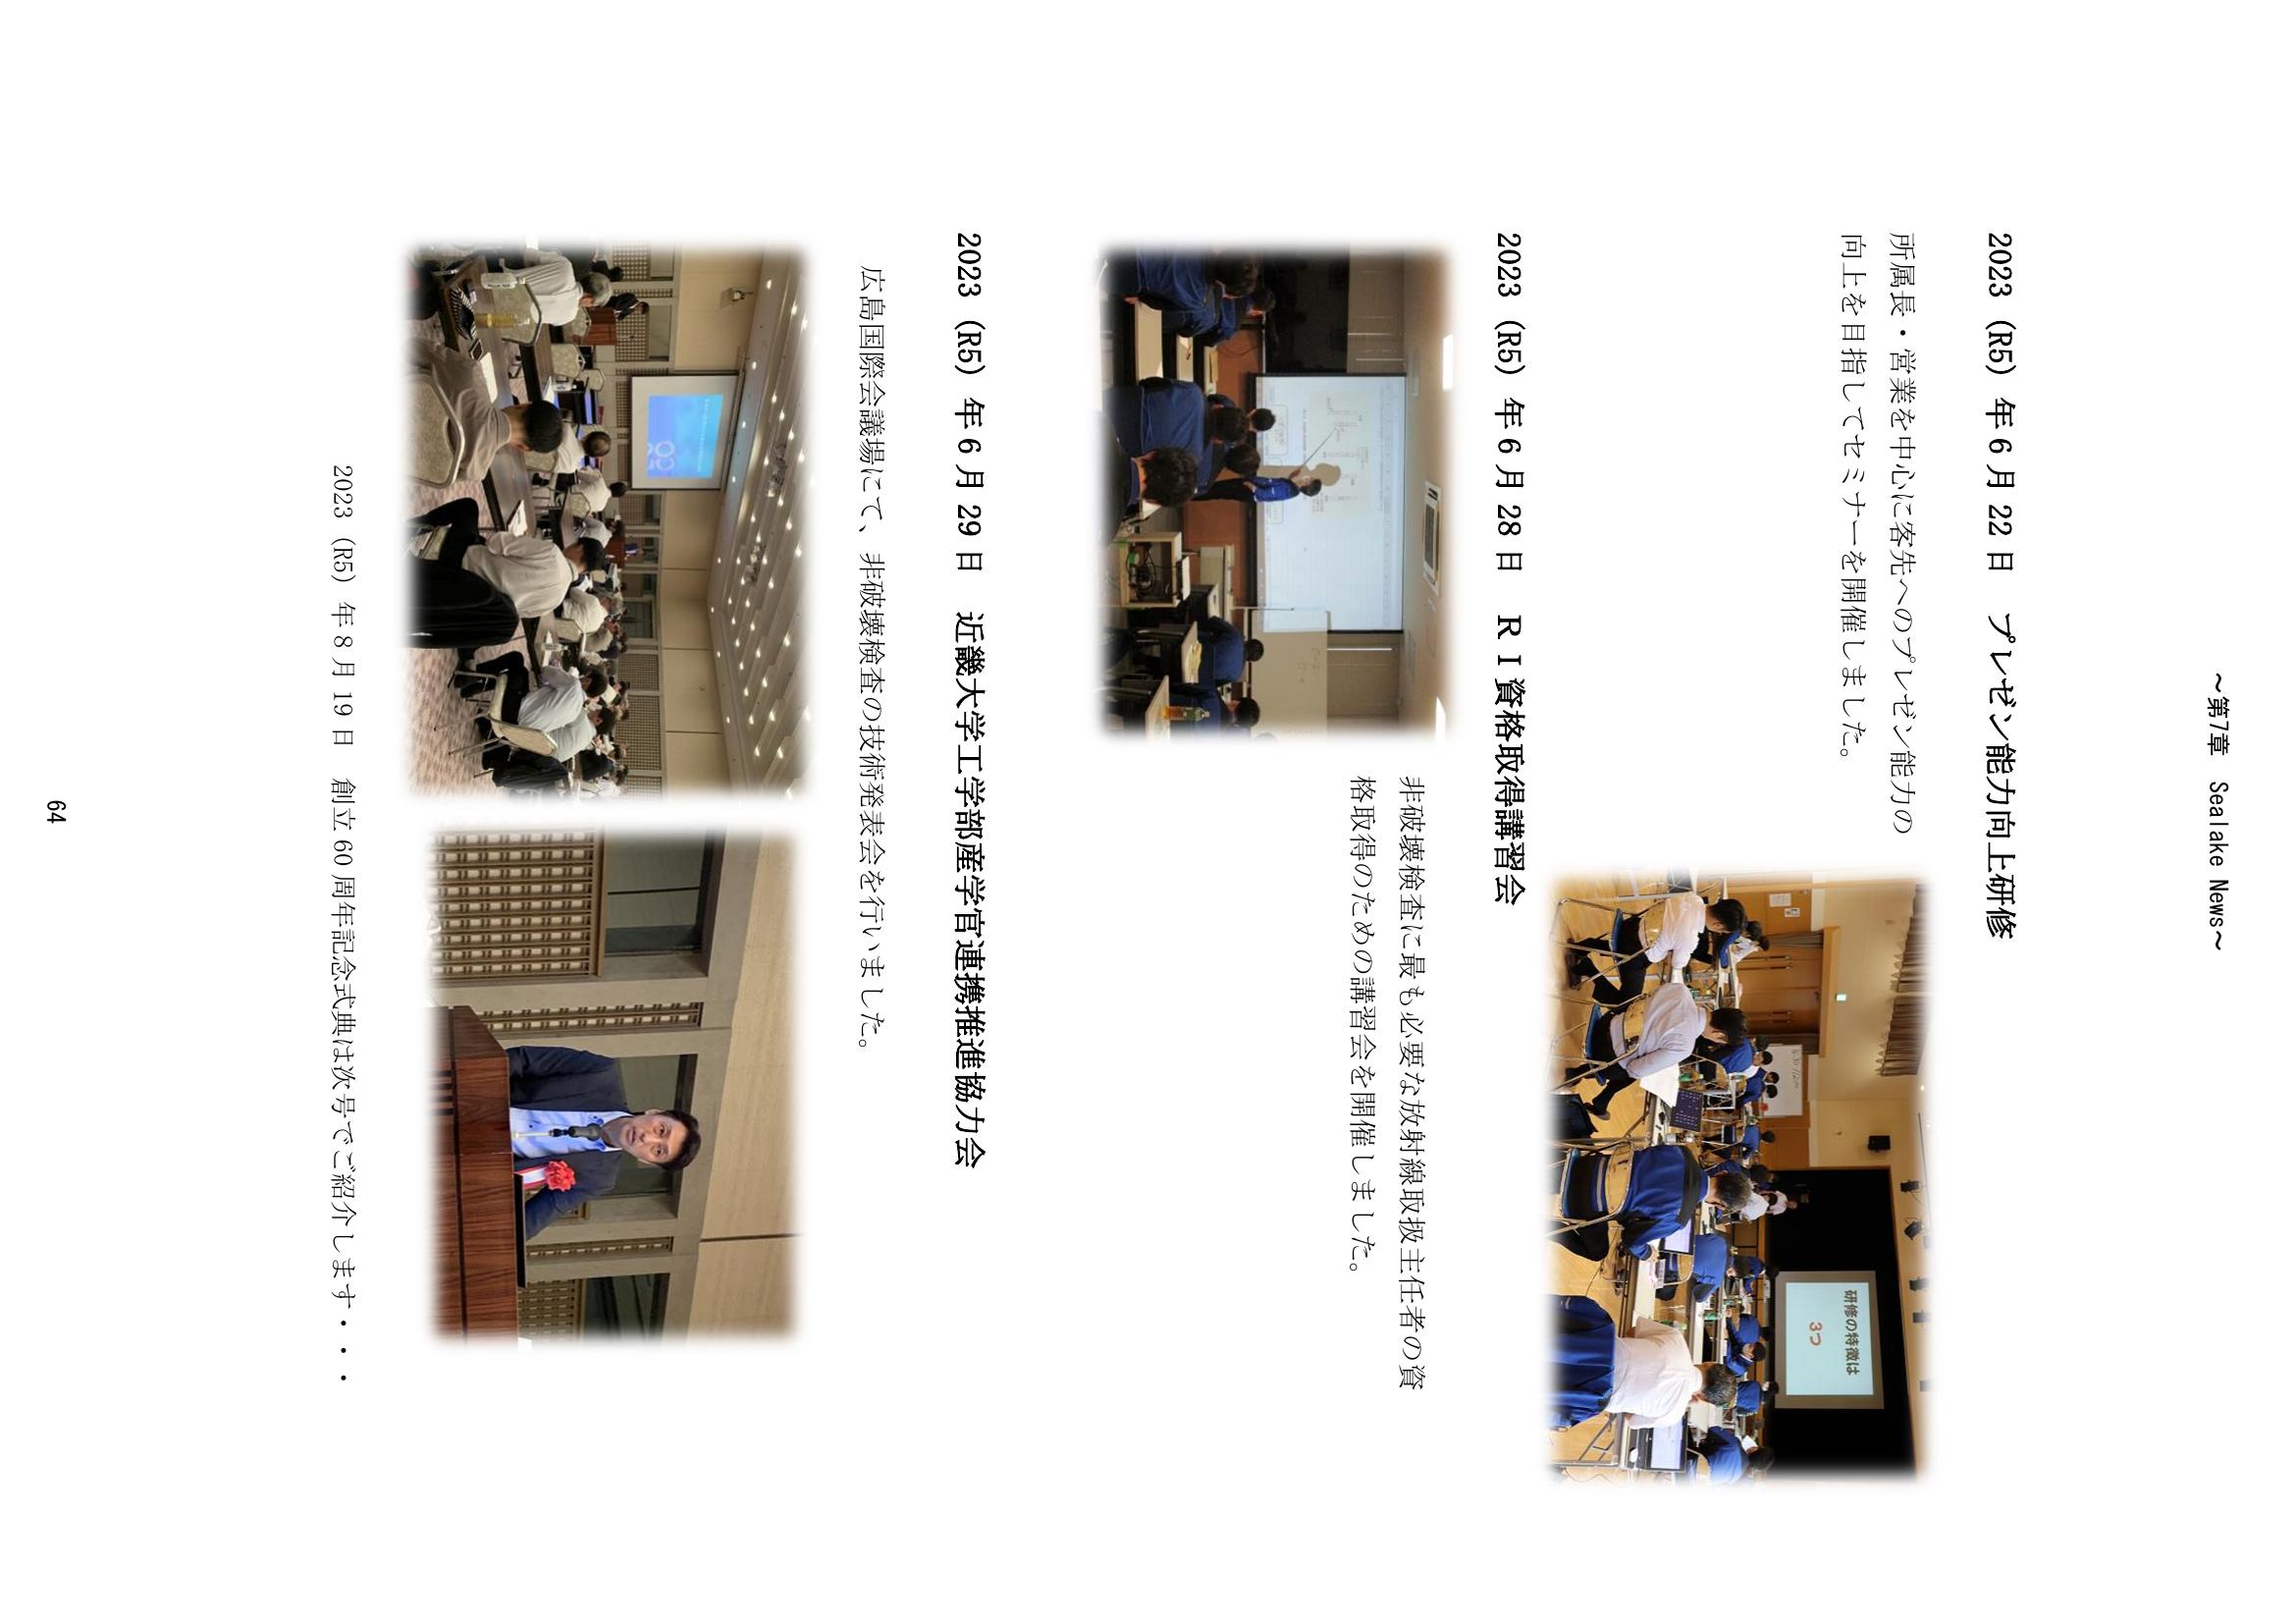 ～第7章　Sealake News～
2023（R5）年6月22日　プレゼン能力向上研修
所属長・営業を中心に客先へのプレゼン能力の
向上を目指してセミナーを開催しました。
研修の特徴は
3つ
2023（R5）年6月28日　ＲＩ資格取得講習会
非破壊検査に最も必要な放射線取扱主任者の資
格取得のための講習会を開催しました。
2023（R5）年6月29日　近畿大学工学部産学官連携推進協力会
広島国際会議場にて、非破壊検査の技術発表会を行いました。
2023（R5）年8月19日　創立60周年記念式典は次号でご紹介します・・・
64